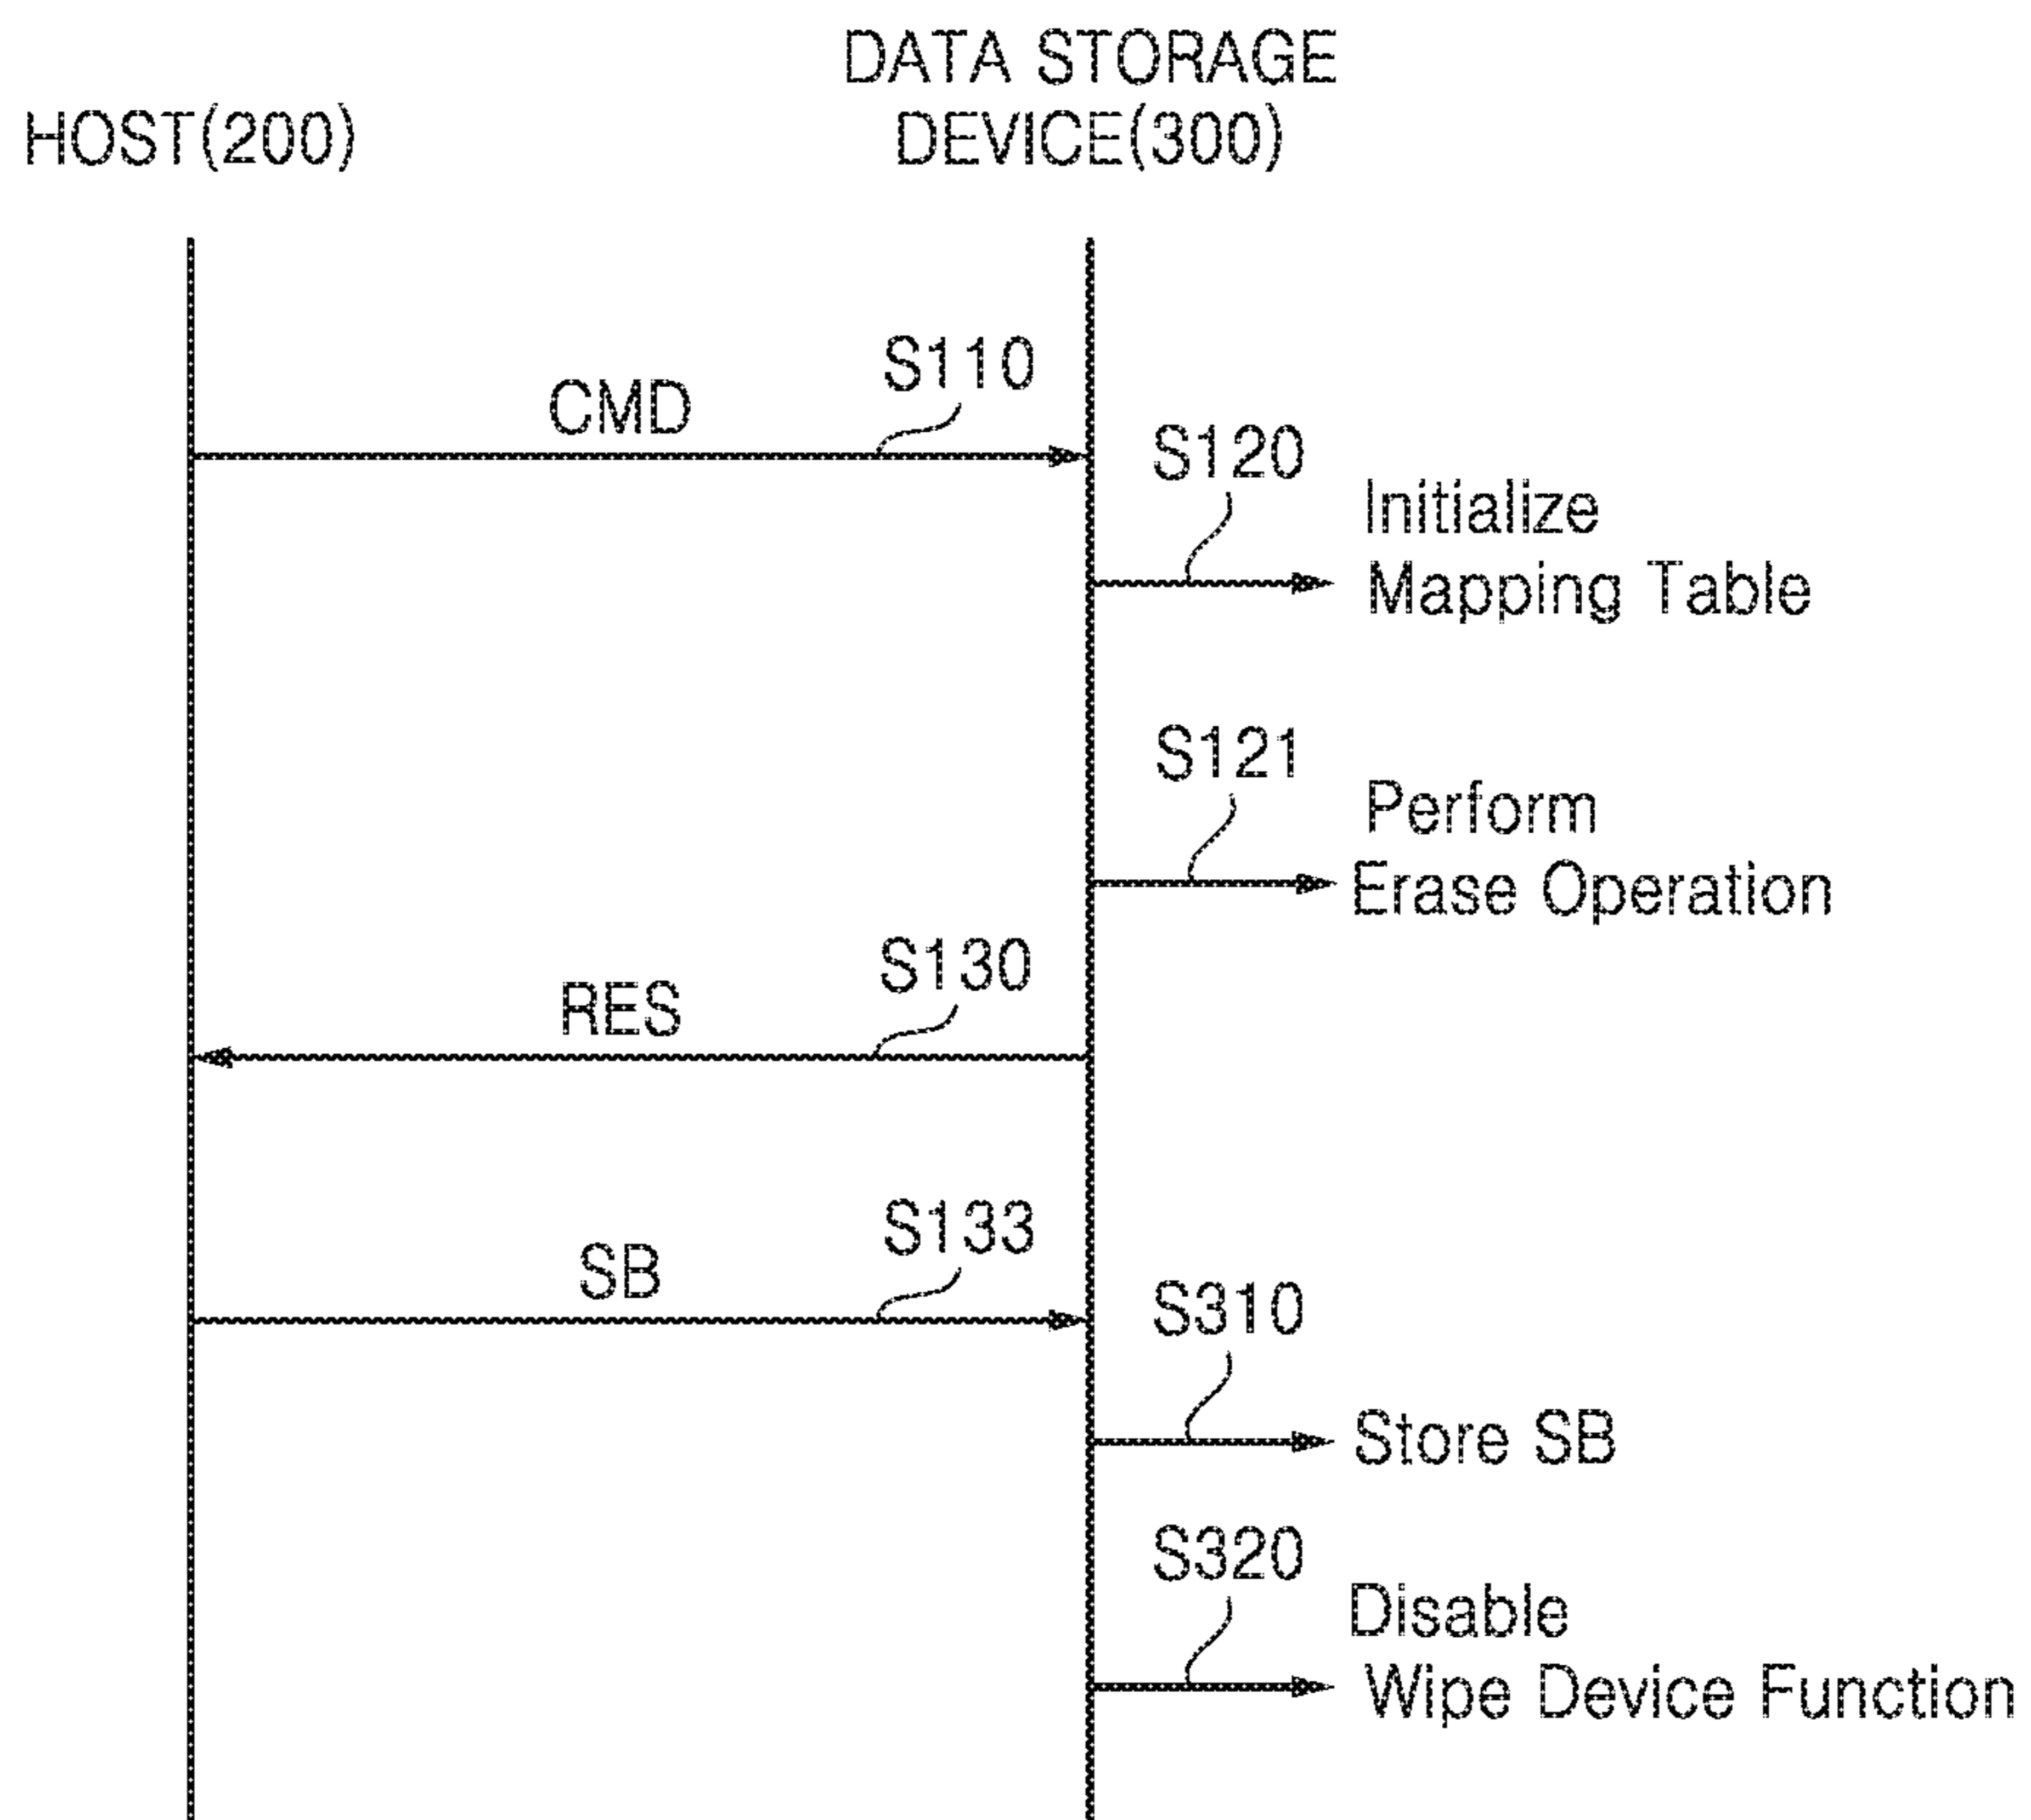 DATA STORAGE
HOST(200)
DEVICE(300)
S110
CMD
S120
Initialize
Mapping Table
S121
Perform
Erase Operation
S130
RES
S133
SB
S310
Store SB
S320
Disable
Wipe Device Function